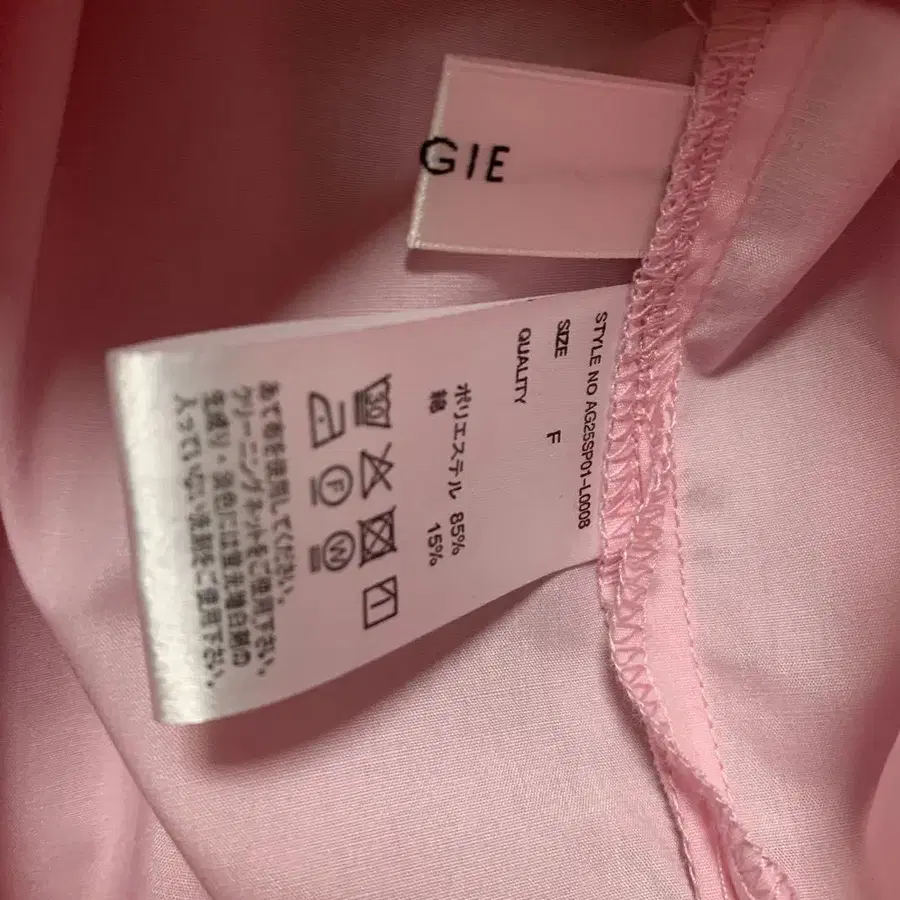 GIE
STYLE NO AG25SP01-L0008
SIZE F
QUALITY
ポリエステル 85%
綿 15%
30
F W
あて布を使用してください。
クリーニングネットをご使用下さい。
生成り・淡色には蛍光増白剤の
入っていない洗剤をご使用下さい。